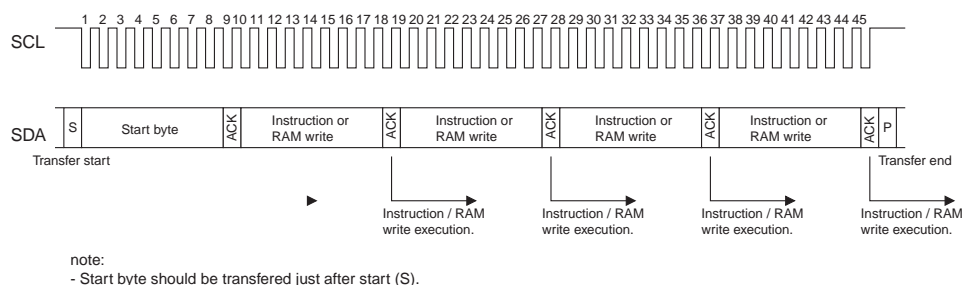 1 2 3 4 5 6 7 8 9 10 11 12 13 14 15 16 17 18 19 20 21 22 23 24 25 26 27 28 29 30 31 32 33 34 35 36 37 38 39 40 41 42 43 44 45
SCL
SDA S Start byte ACK Instruction or RAM write ACK Instruction or RAM write ACK Instruction or RAM write ACK Instruction or RAM write ACK P
Transfer start Transfer end
Instruction / RAM Instruction / RAM Instruction / RAM Instruction / RAM
write execution. write execution. write execution. write execution.
note:
- Start byte should be transfered just after start (S).